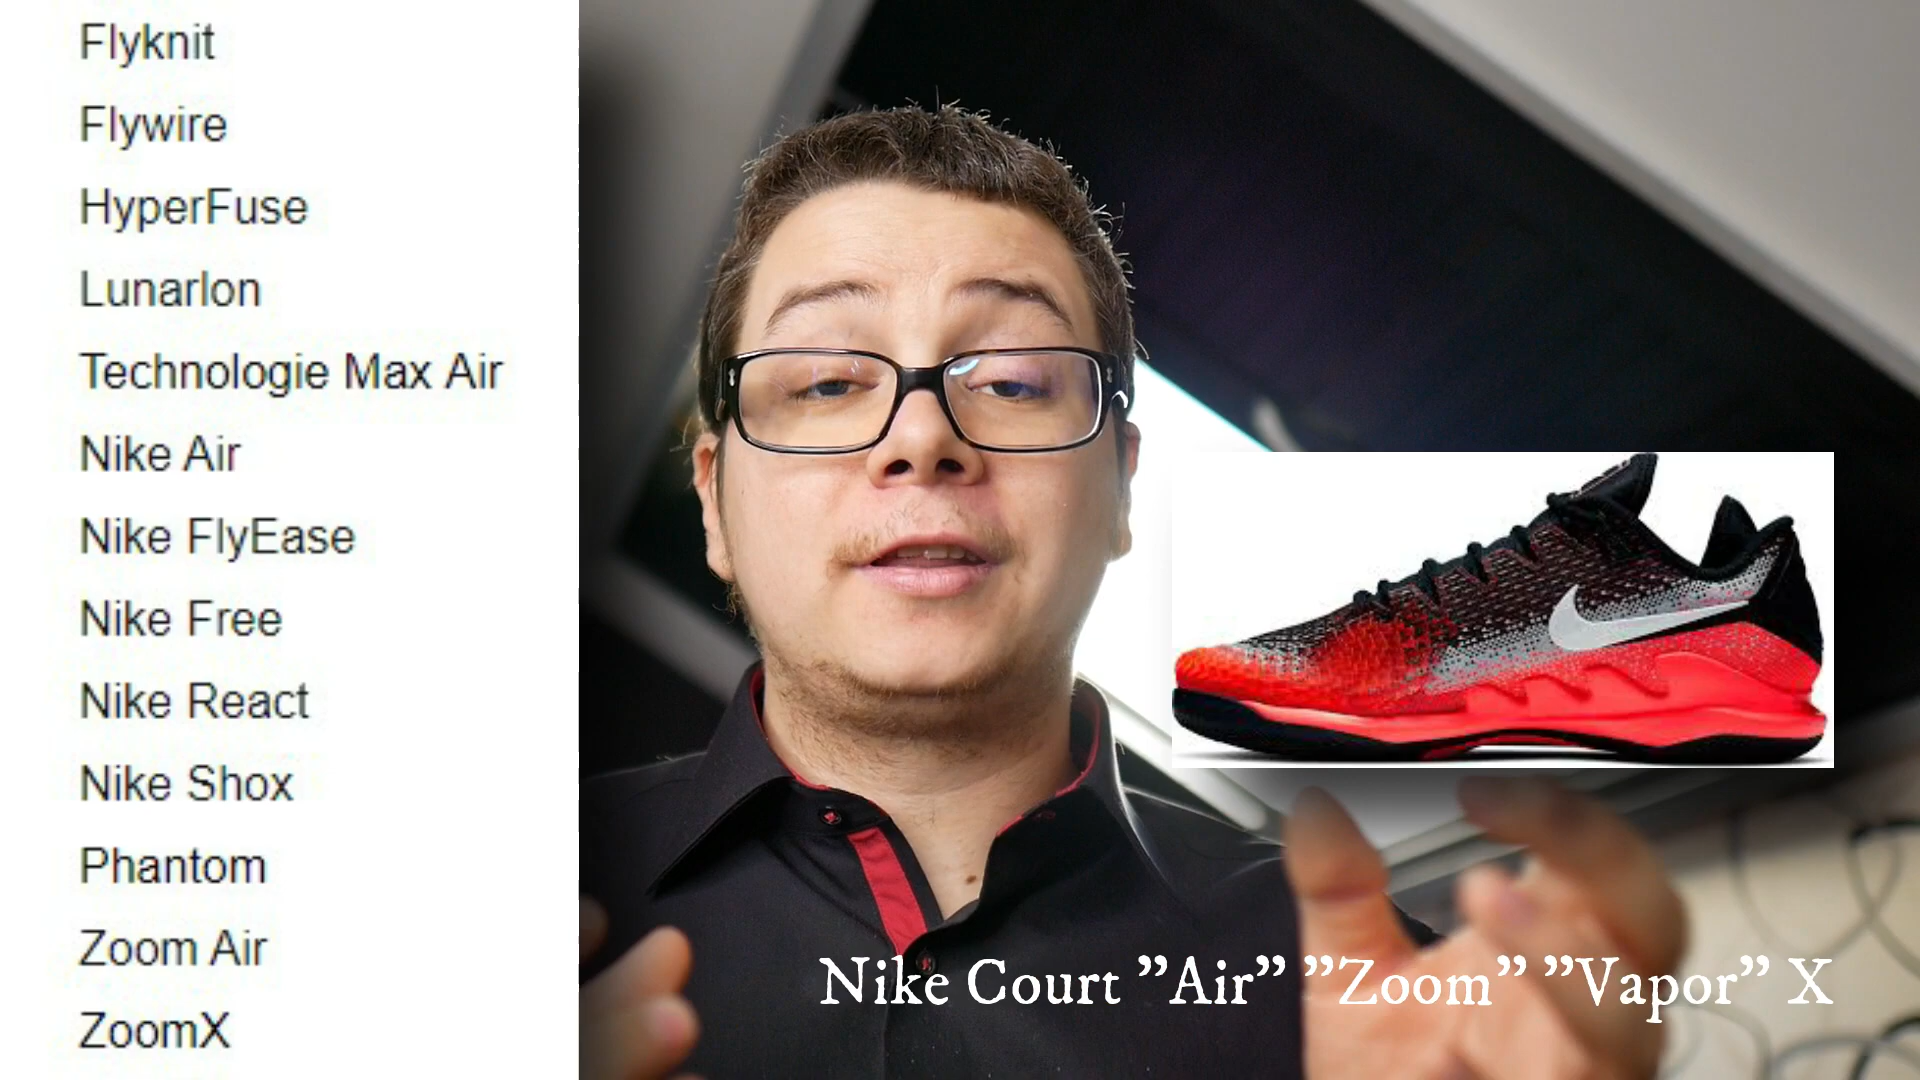 Flyknit
Flywire
HyperFuse
Lunarlon
Technologie Max Air
Nike Air
Nike FlyEase
Nike Free
Nike React
Nike Shox
Phantom
Zoom Air
ZoomX
Nike Court ”Air” ”Zoom” ”Vapor” X